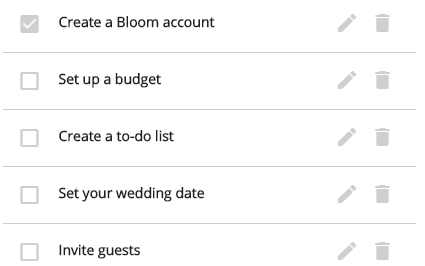 Create a Bloom account
Set up a budget
Create a to-do list
Set your wedding date
Invite guests